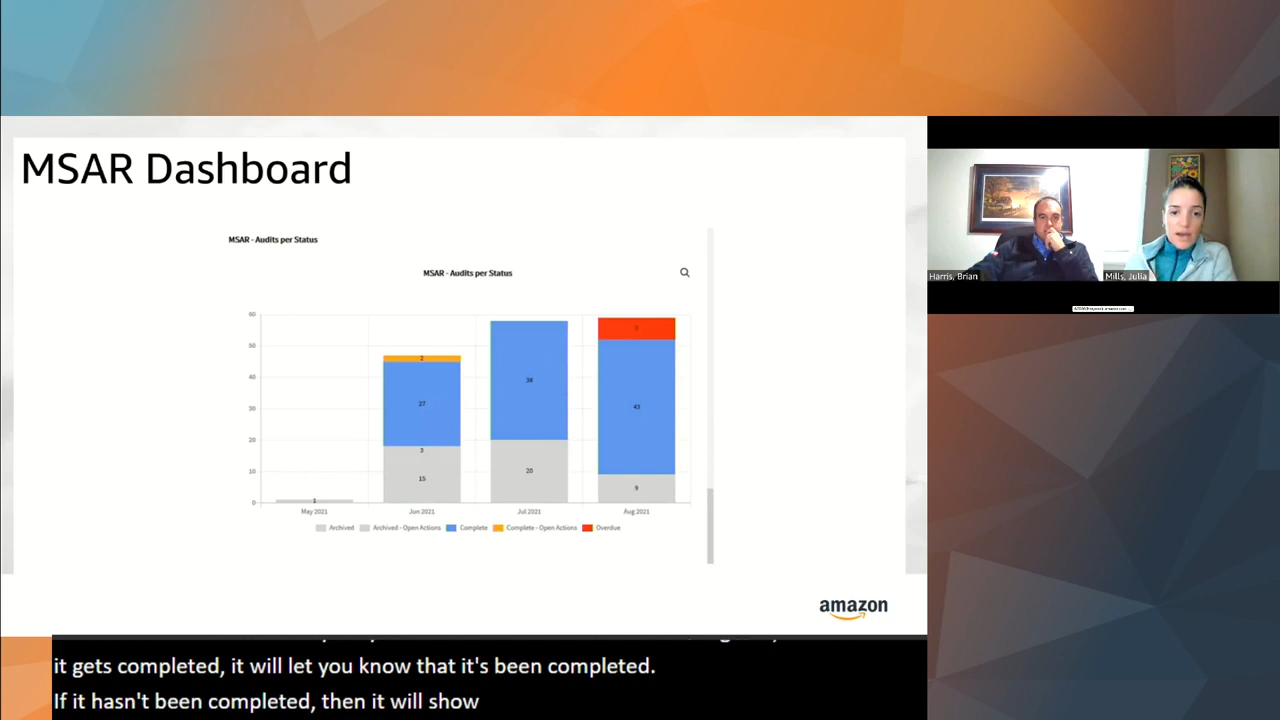 MSAR Dashboard
MSAR - Audits per Status
MSAR - Audits per Status
60
50
40
30
20
10
0
1
2
27
3
15
38
20
43
9
May 2021
Jun 2021
Jul 2021
Aug 2021
Archived
Archived - Open Actions
Complete
Complete - Open Actions
Overdue
amazon
Harris, Brian
Mills, Julia
it gets completed, it will let you know that it's been completed.
If it hasn't been completed, then it will show